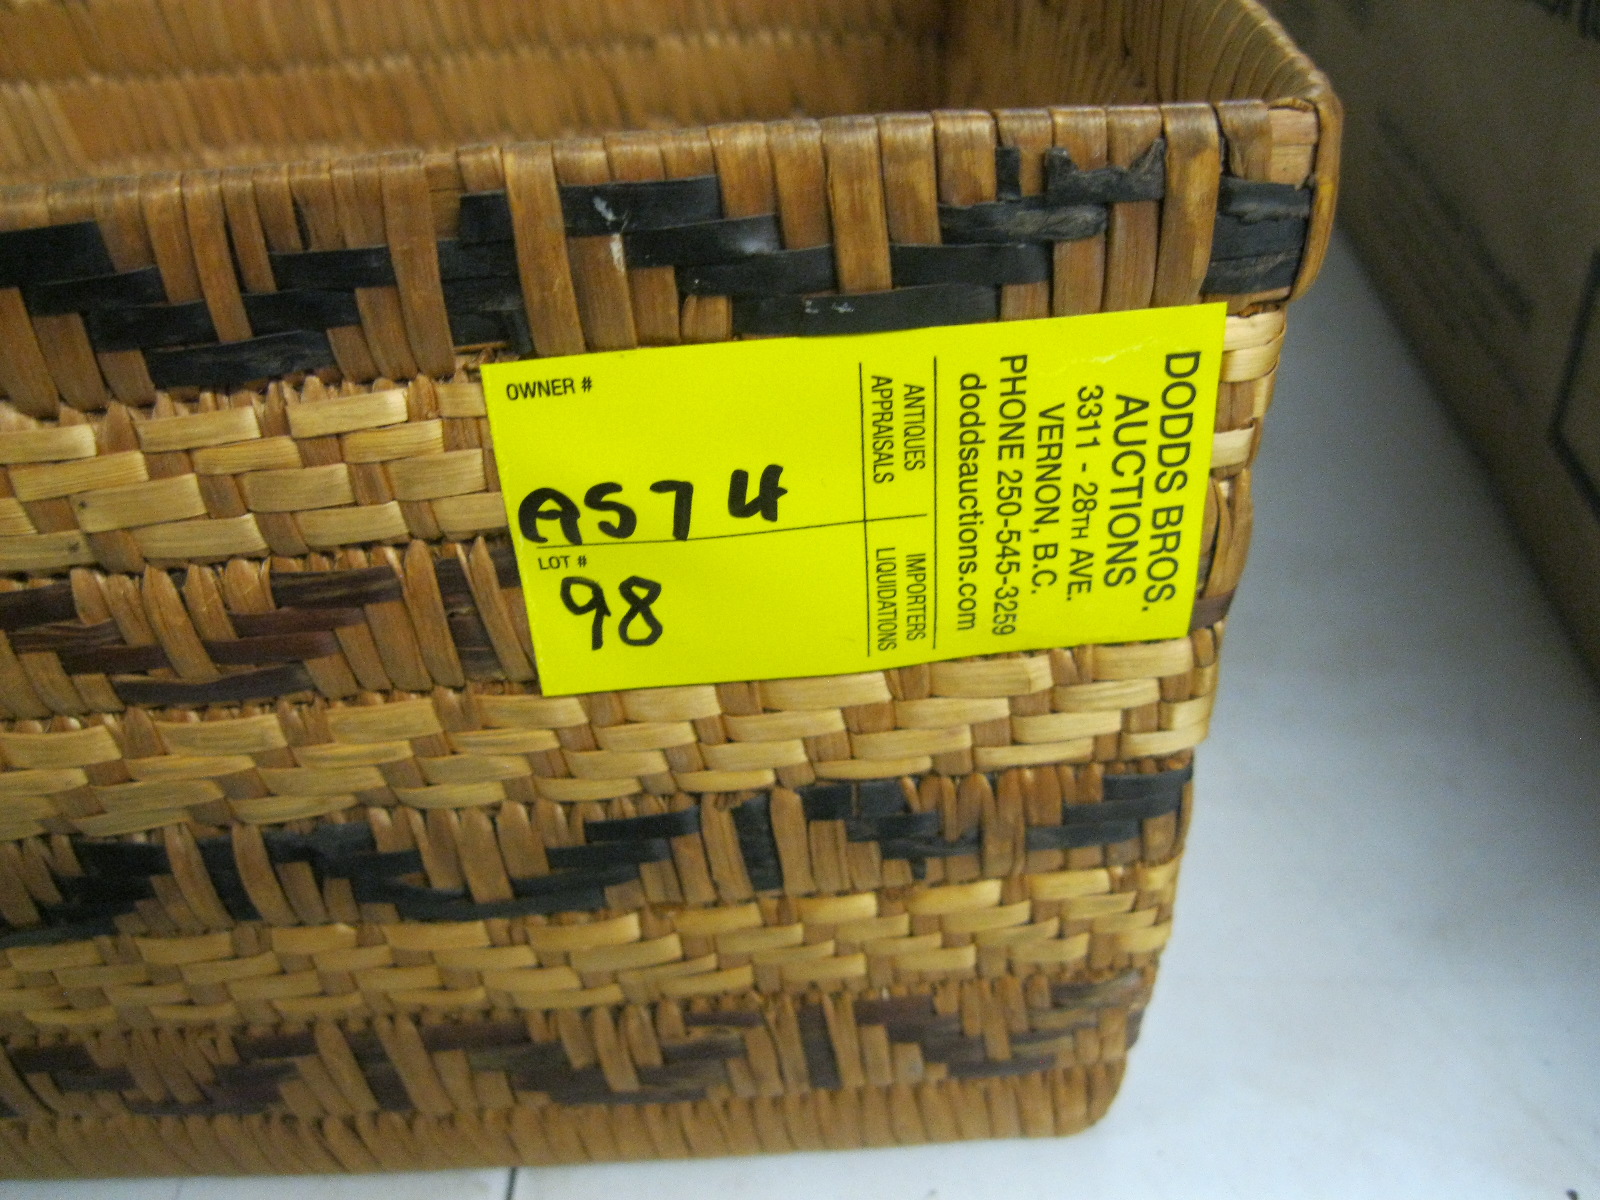 OWNER #
AS74
LOT #
98
ANTIQUES
APPRAISALS
IMPORTERS
LIQUIDATIONS
DODDS BROS.
AUCTIONS
3311 - 28TH AVE.
VERNON, B.C.
PHONE 250-545-3259
doddsauctions.com